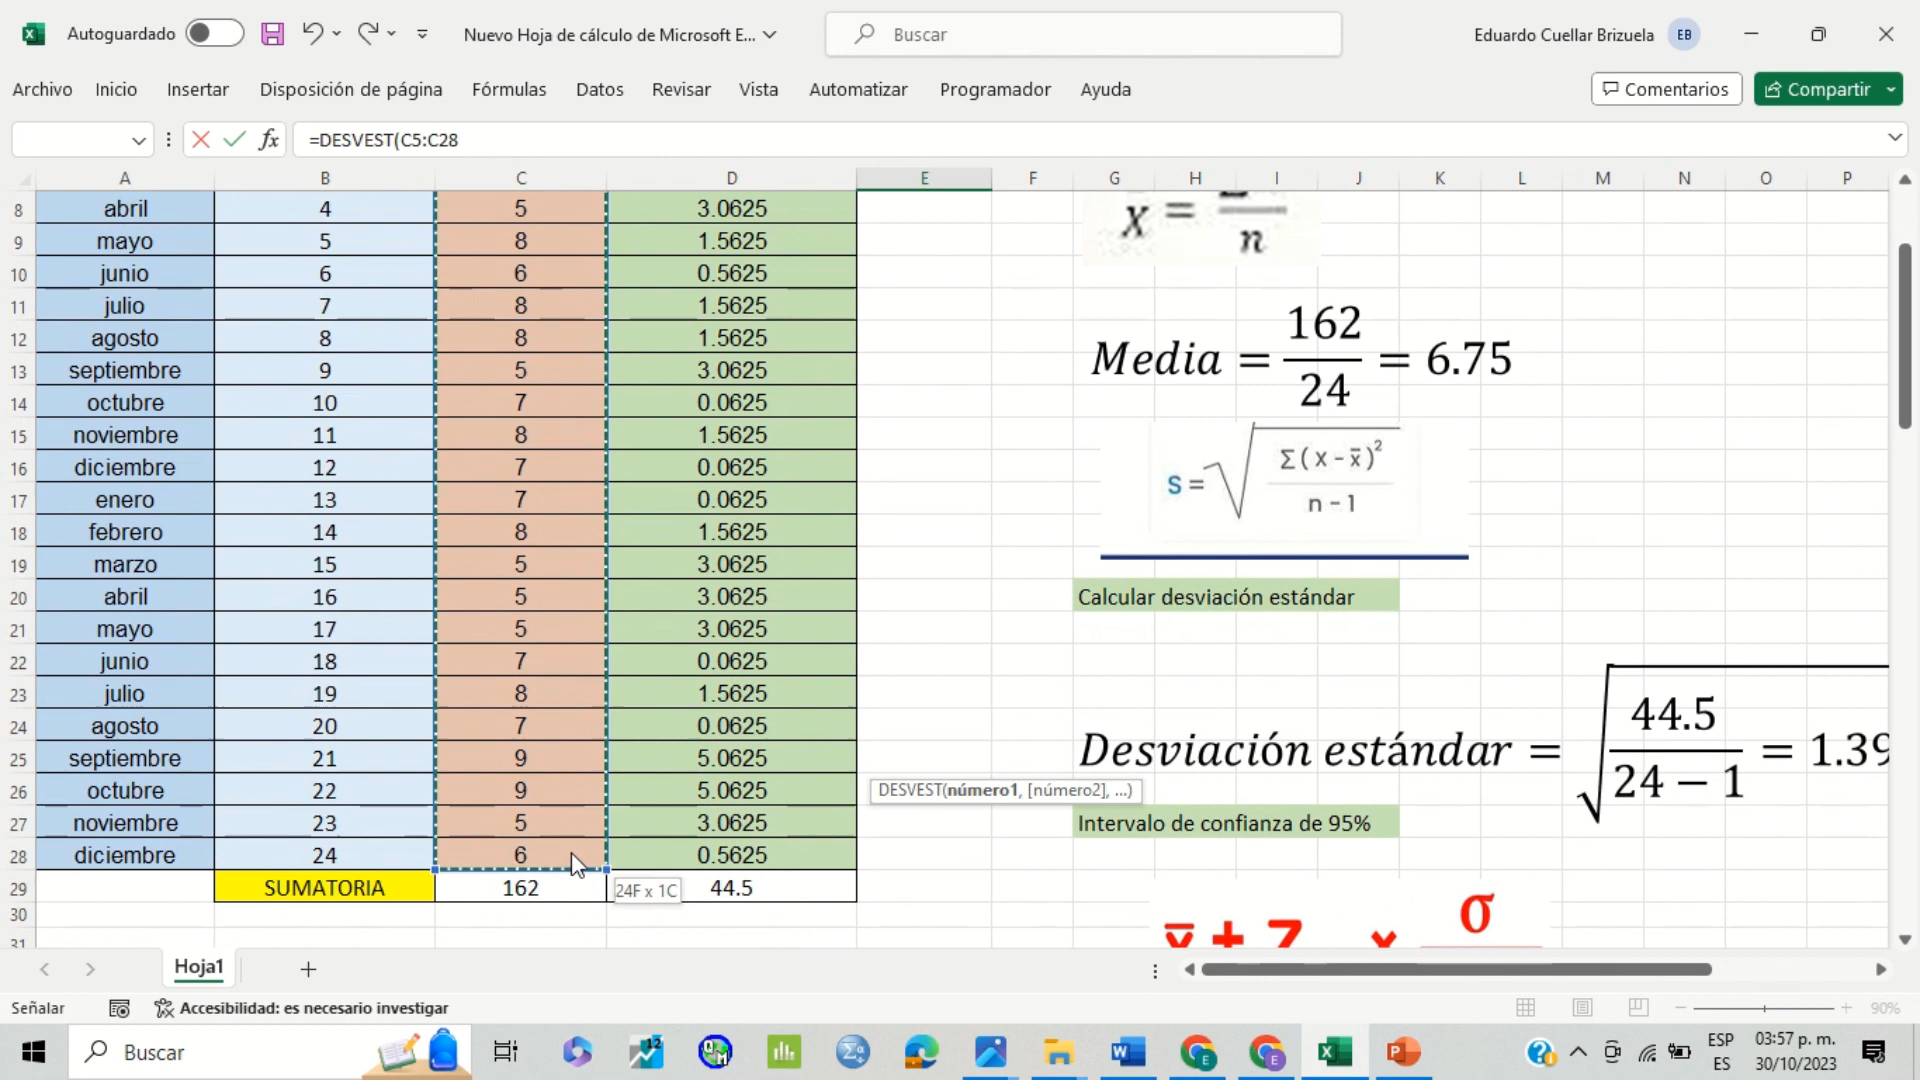 Autoguardado
Nuevo Hoja de cálculo de Microsoft E...
Buscar
Eduardo Cuellar Brizuela
EB
Archivo Inicio Insertar Disposición de página Fórmulas Datos Revisar Vista Automatizar Programador Ayuda
Comentarios
Compartir
fx
=DESVEST(C5:C28
A B C D E F G H I J K L M N O P
8 abril 4 5 3.0625
9 mayo 5 8 1.5625
10 junio 6 6 0.5625
11 julio 7 8 1.5625
12 agosto 8 8 1.5625
13 septiembre 9 5 3.0625
14 octubre 10 7 0.0625
15 noviembre 11 8 1.5625
16 diciembre 12 7 0.0625
17 enero 13 7 0.0625
18 febrero 14 8 1.5625
19 marzo 15 5 3.0625
20 abril 16 5 3.0625
21 mayo 17 5 3.0625
22 junio 18 7 0.0625
23 julio 19 8 1.5625
24 agosto 20 7 0.0625
25 septiembre 21 9 5.0625
26 octubre 22 9 5.0625
27 noviembre 23 5 3.0625
28 diciembre 24 6 0.5625
29 SUMATORIA 162 44.5
30
31
24F x 1C
DESVEST(número1, [número2], ...)
x̄ = n
Media = 162/24 = 6.75
S = √ Σ(x - x̄)² / n - 1
Calcular desviación estándar
Desviación estándar = √ 44.5 / 24 − 1 = 1.39
Intervalo de confianza de 95%
σ
Hoja1
Señalar
Accesibilidad: es necesario investigar
90%
Buscar
12
ESP
ES
03:57 p. m.
30/10/2023